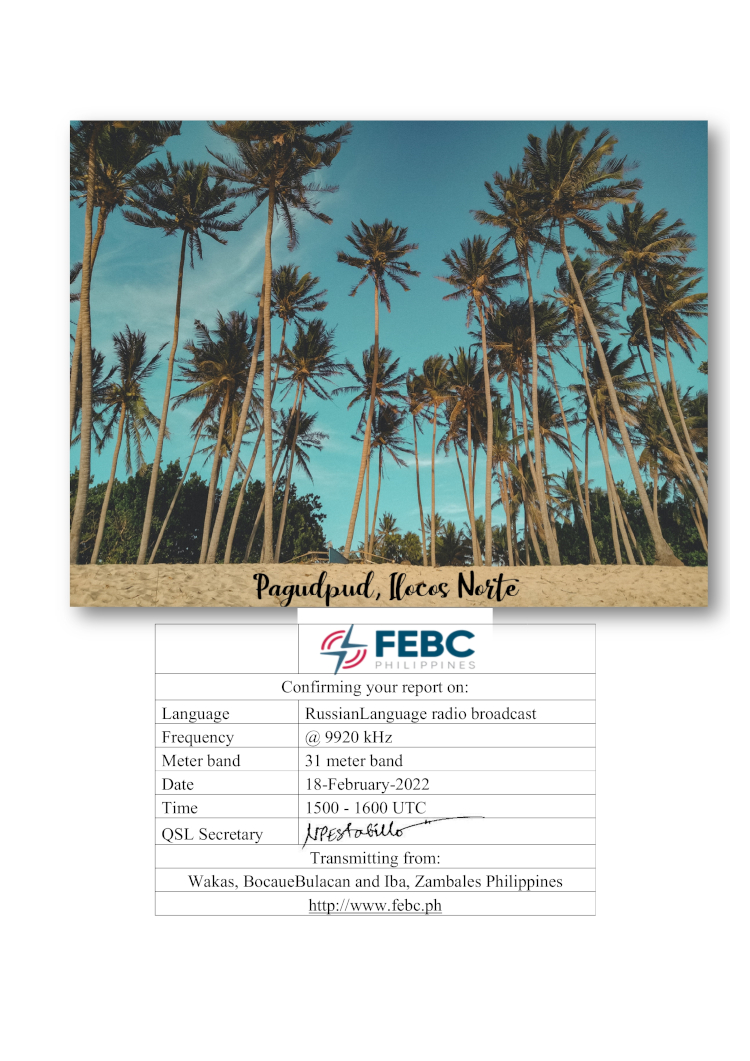 Pagudpud, Ilocos Norte
FEBC
PHILIPPINES
Confirming your report on:
Language RussianLanguage radio broadcast
Frequency @ 9920 kHz
Meter band 31 meter band
Date 18-February-2022
Time 1500 - 1600 UTC
QSL Secretary NPEstabillo
Transmitting from:
Wakas, BocaueBulacan and Iba, Zambales Philippines
http://www.febc.ph